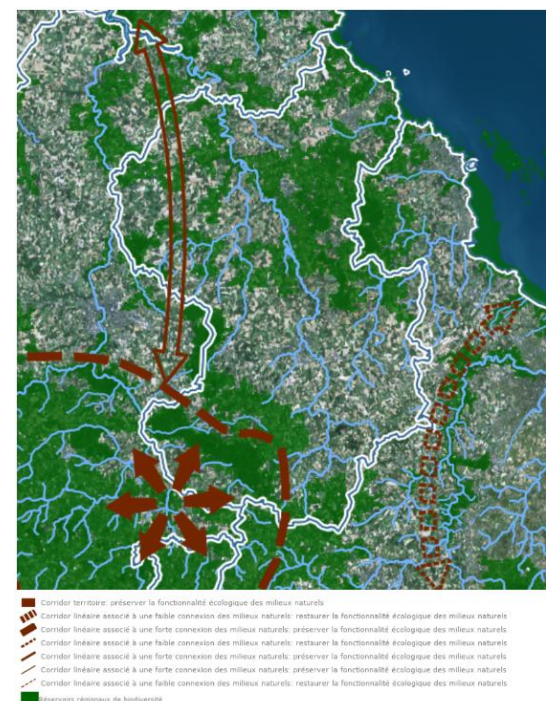 Corridor territoire: préserver la fonctionnalité écologique des milieux naturels
Corridor linéaire associé à une faible connexion des milieux naturels: restaurer la fonctionnalité écologique des milieux naturels
Corridor linéaire associé à une forte connexion des milieux naturels: préserver la fonctionnalité écologique des milieux naturels
Corridor linéaire associé à une faible connexion des milieux naturels: restaurer la fonctionnalité écologique des milieux naturels
Corridor linéaire associé à une forte connexion des milieux naturels: préserver la fonctionnalité écologique des milieux naturels
Corridor linéaire associé à une forte connexion des milieux naturels: préserver la fonctionnalité écologique des milieux naturels
Corridor linéaire associé à une faible connexion des milieux naturels: restaurer la fonctionnalité écologique des milieux naturels
Réservoirs régionaux de biodiversité